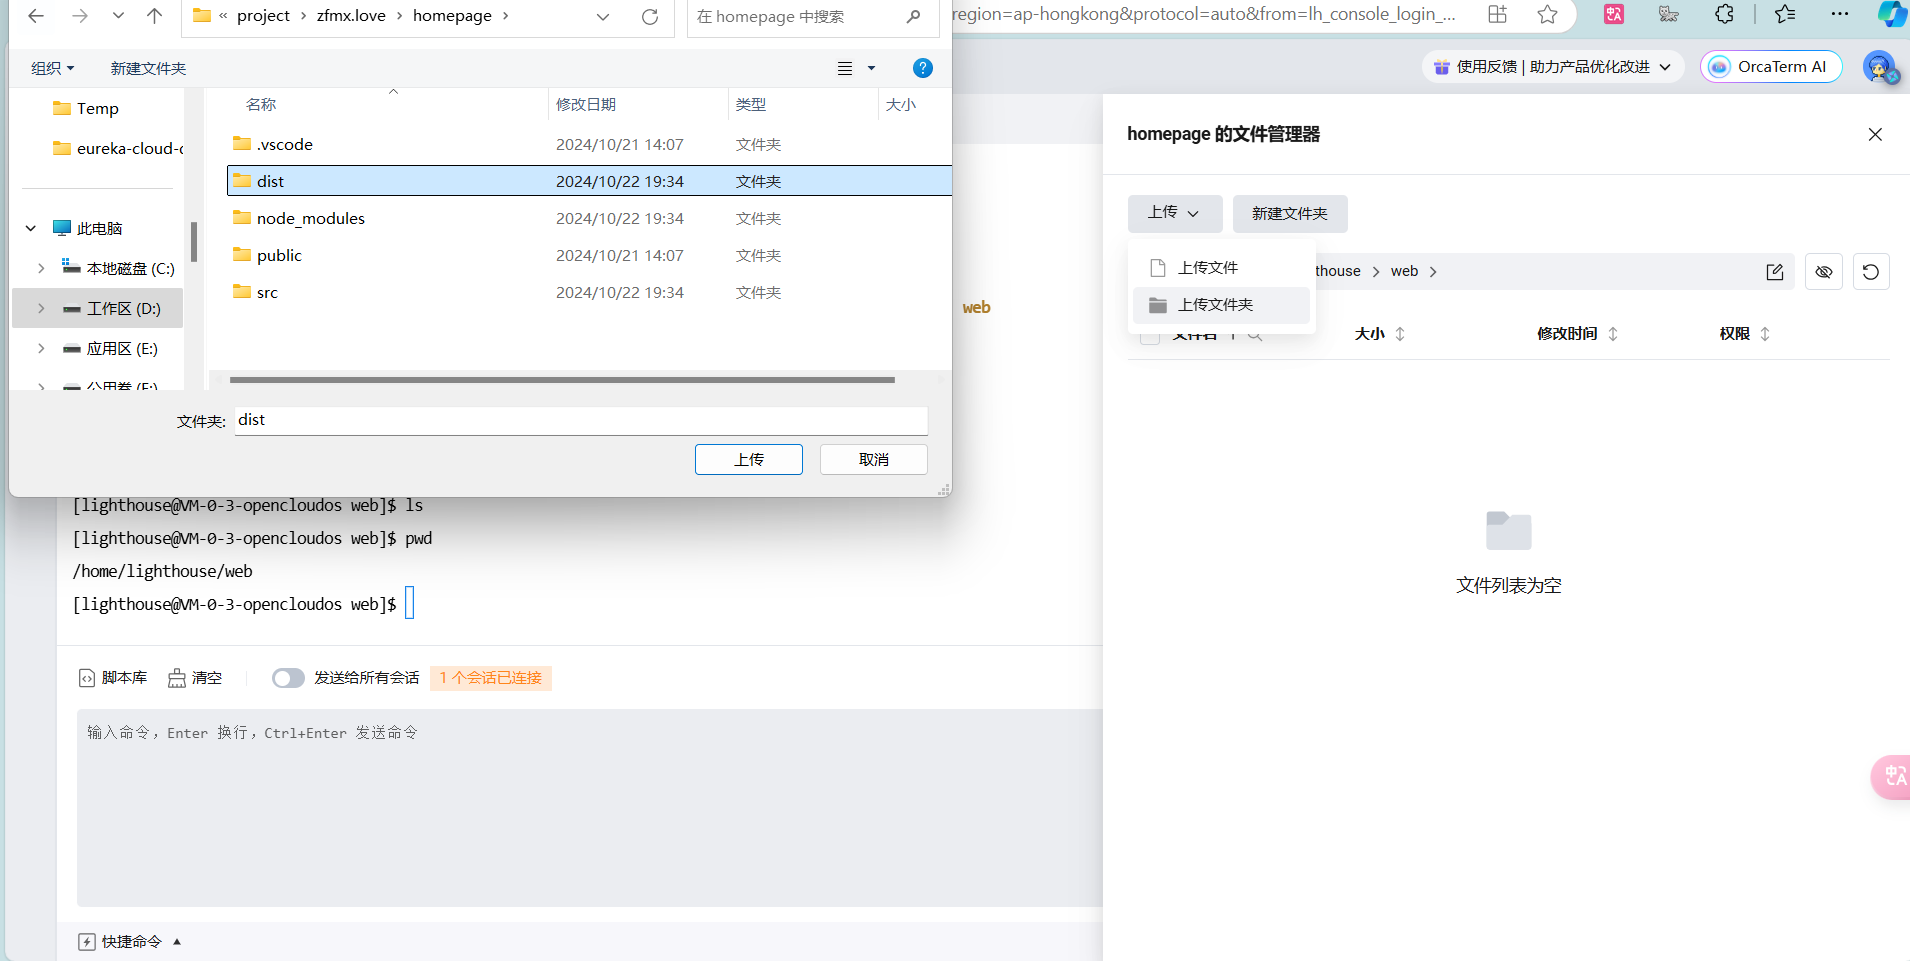 « project › zfmx.love › homepage ›
在 homepage 中搜索
region=ap-hongkong&protocol=auto&from=lh_console_login_...
组织
新建文件夹
使用反馈 | 助力产品优化改进
OrcaTerm AI
名称
修改日期
类型
大小
Temp
eureka-cloud-
此电脑
本地磁盘 (C:)
工作区 (D:)
应用区 (E:)
公用卷 (F:)
.vscode 2024/10/21 14:07 文件夹
dist 2024/10/22 19:34 文件夹
node_modules 2024/10/22 19:34 文件夹
public 2024/10/21 14:07 文件夹
src 2024/10/22 19:34 文件夹
文件夹: dist
上传
取消
web
[lighthouse@VM-0-3-opencloudos web]$ ls
[lighthouse@VM-0-3-opencloudos web]$ pwd
/home/lighthouse/web
[lighthouse@VM-0-3-opencloudos web]$
脚本库
清空
发送给所有会话
1 个会话已连接
输入命令，Enter 换行，Ctrl+Enter 发送命令
快捷命令
homepage 的文件管理器
上传
新建文件夹
上传文件
上传文件夹
thouse > web >
文件名
大小
修改时间
权限
文件列表为空